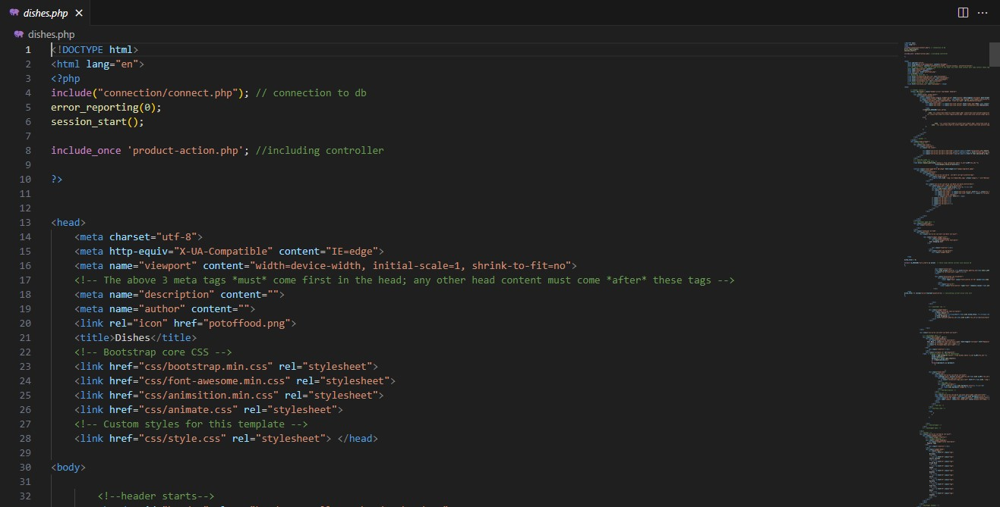 dishes.php
dishes.php
1 <!DOCTYPE html>
2 <html lang="en">
3 <?php
4 include("connection/connect.php"); // connection to db
5 error_reporting(0);
6 session_start();
7
8 include_once 'product-action.php'; //including controller
9
10 ?>
11
12
13 <head>
14 <meta charset="utf-8">
15 <meta http-equiv="X-UA-Compatible" content="IE=edge">
16 <meta name="viewport" content="width=device-width, initial-scale=1, shrink-to-fit=no">
17 <!-- The above 3 meta tags *must* come first in the head; any other head content must come *after* these tags -->
18 <meta name="description" content="">
19 <meta name="author" content="">
20 <link rel="icon" href="potoffood.png">
21 <title>Dishes</title>
22 <!-- Bootstrap core CSS -->
23 <link href="css/bootstrap.min.css" rel="stylesheet">
24 <link href="css/font-awesome.min.css" rel="stylesheet">
25 <link href="css/animsition.min.css" rel="stylesheet">
26 <link href="css/animate.css" rel="stylesheet">
27 <!-- Custom styles for this template -->
28 <link href="css/style.css" rel="stylesheet"> </head>
29
30 <body>
31
32 <!--header starts-->